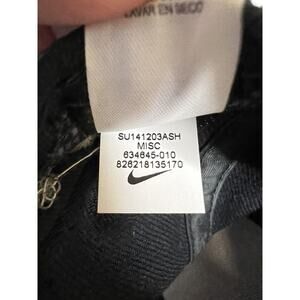 LAVAR EN SECO
SU141203ASH
MISC
634645-010
826218135170